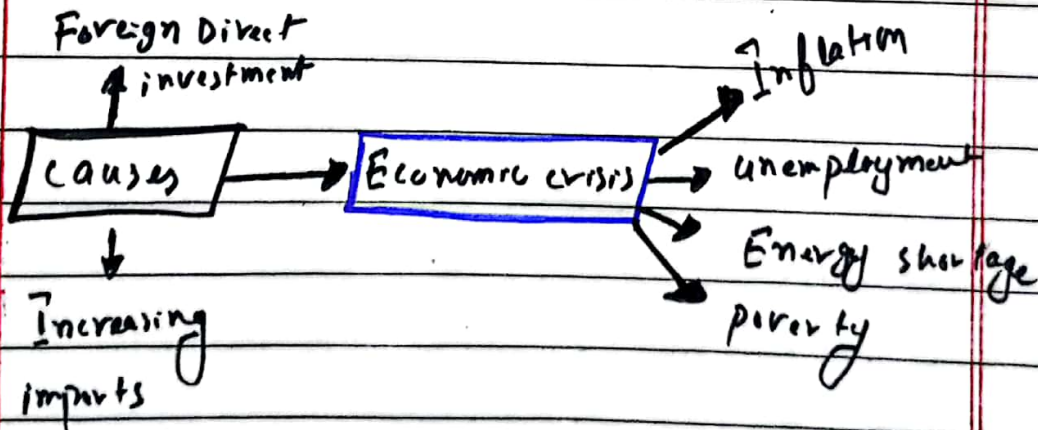 Foreign Direct
investment
Inflation
causes
Economic crisis
unemployment
Energy shortage
poverty
Increasing
imports